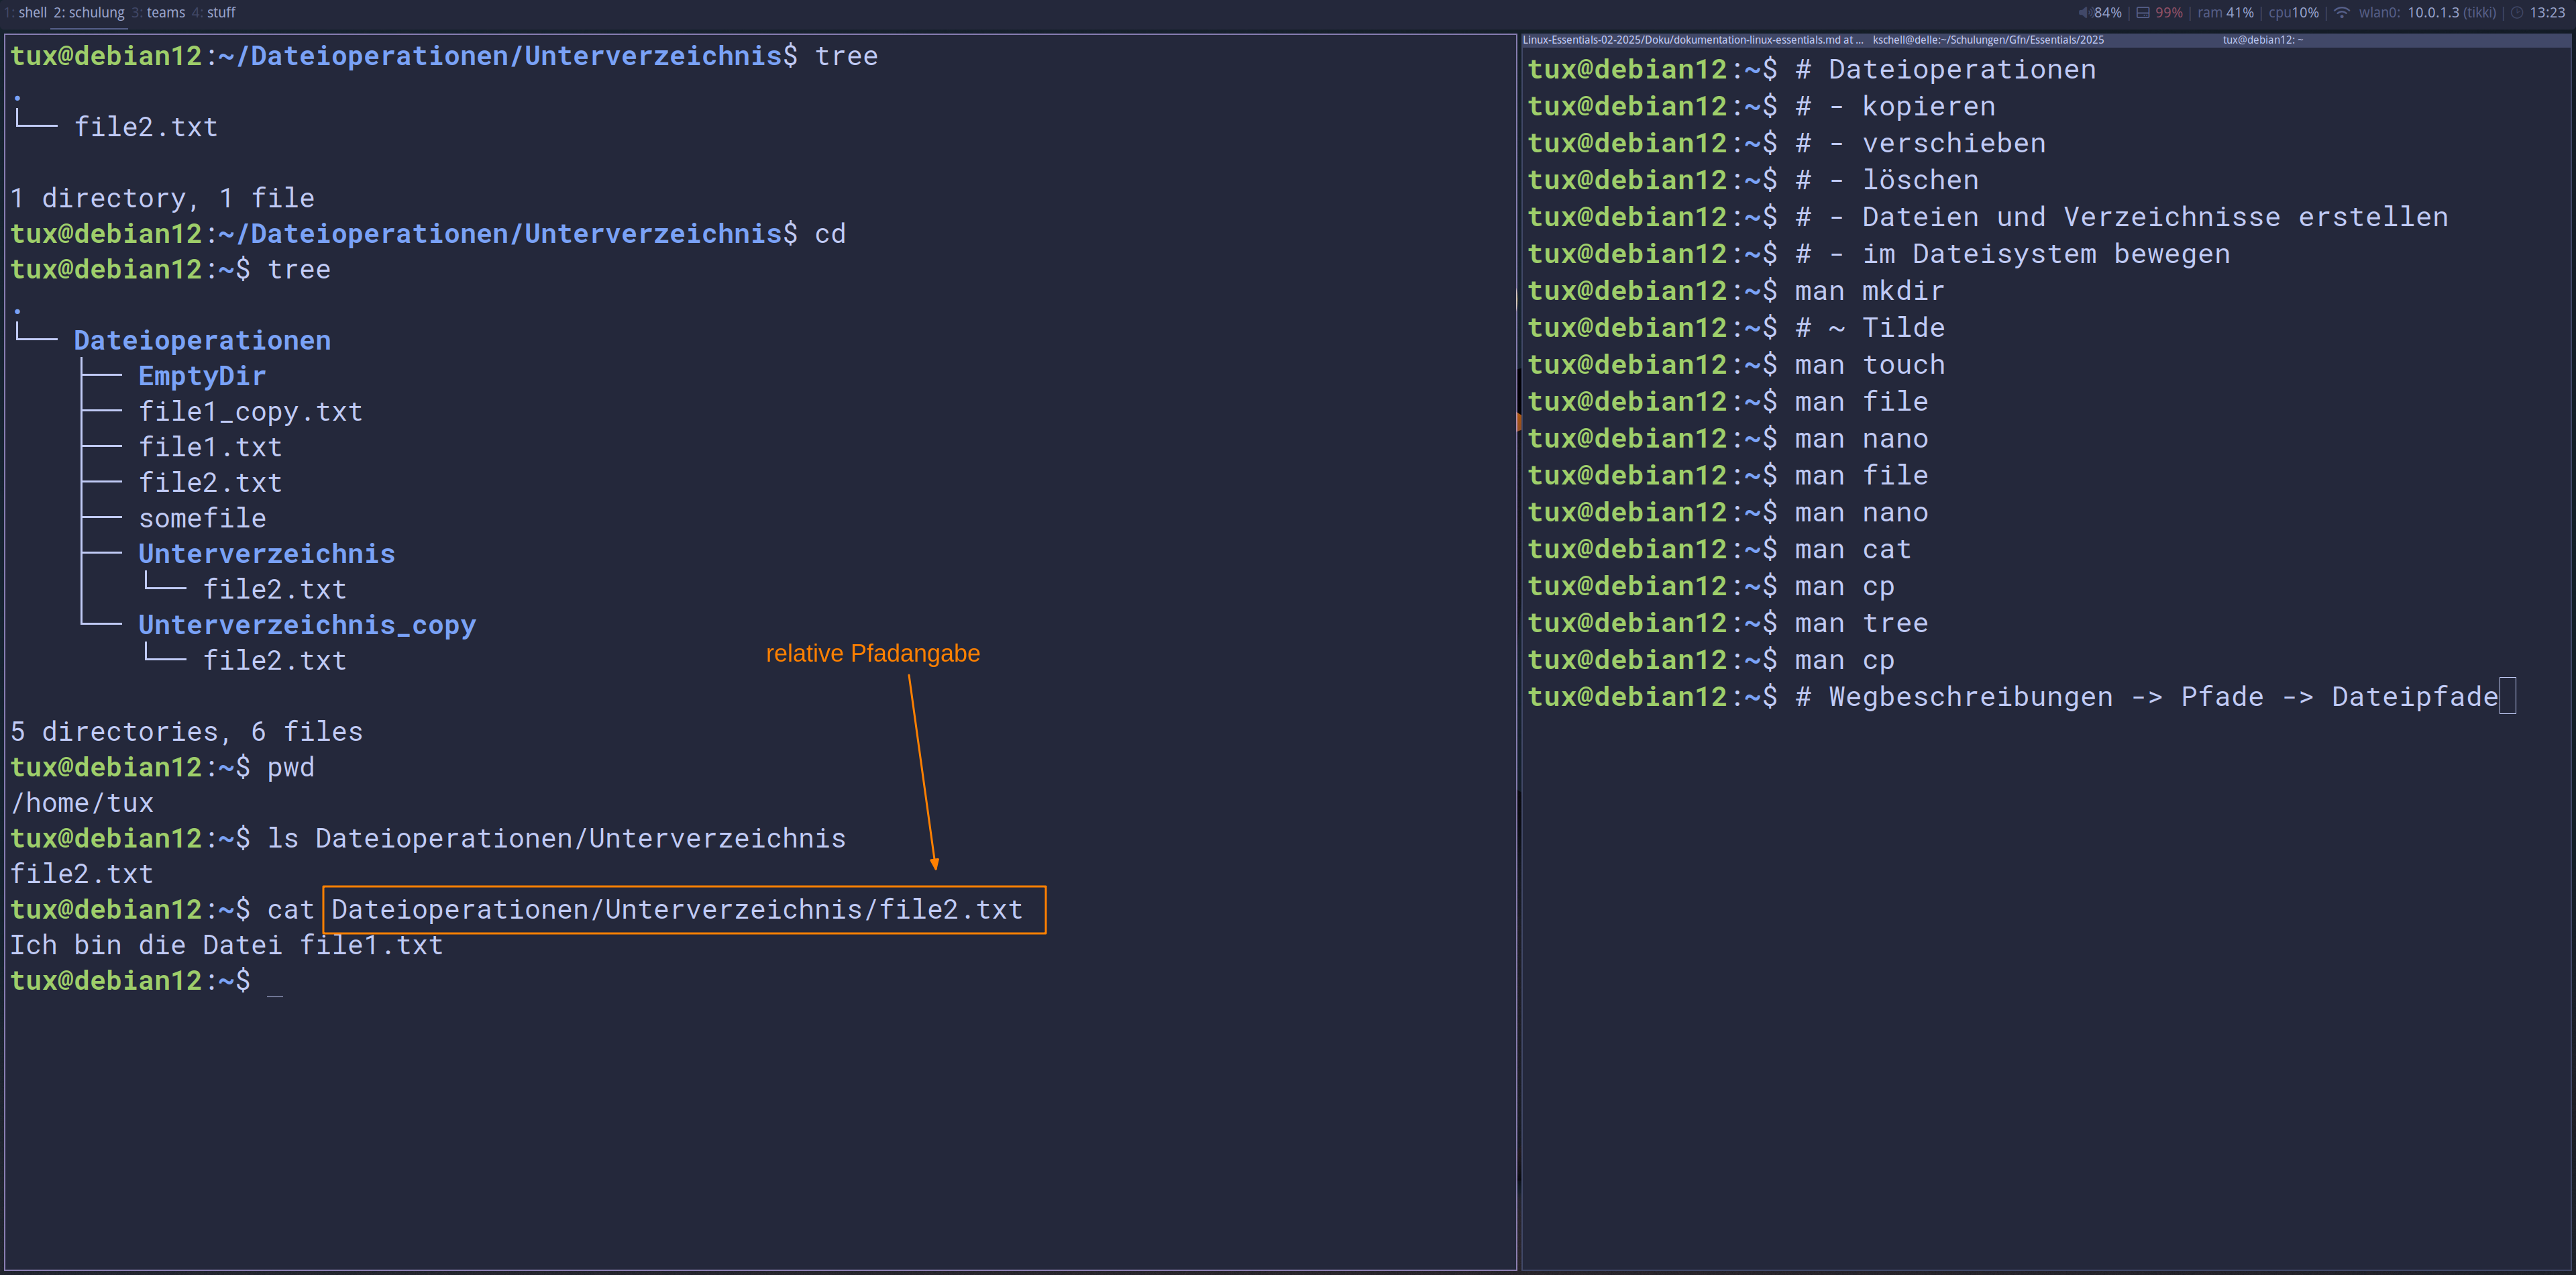 1: shell 2: schulung 3: teams 4: stuff
84% | 99% | ram 41% | cpu10% | wlan0: 10.0.1.3 (tikki) | 13:23
tux@debian12:~/Dateioperationen/Unterverzeichnis$ tree
.
└── file2.txt
1 directory, 1 file
tux@debian12:~/Dateioperationen/Unterverzeichnis$ cd
tux@debian12:~$ tree
.
└── Dateioperationen
    ├── EmptyDir
    ├── file1_copy.txt
    ├── file1.txt
    ├── file2.txt
    ├── somefile
    ├── Unterverzeichnis
    │   └── file2.txt
    └── Unterverzeichnis_copy
        └── file2.txt
relative Pfadangabe
5 directories, 6 files
tux@debian12:~$ pwd
/home/tux
tux@debian12:~$ ls Dateioperationen/Unterverzeichnis
file2.txt
tux@debian12:~$ cat Dateioperationen/Unterverzeichnis/file2.txt
Ich bin die Datei file1.txt
tux@debian12:~$ _
Linux-Essentials-02-2025/Doku/dokumentation-linux-essentials.md at ... kschell@delle:~/Schulungen/Gfn/Essentials/2025 tux@debian12: ~
tux@debian12:~$ # Dateioperationen
tux@debian12:~$ # - kopieren
tux@debian12:~$ # - verschieben
tux@debian12:~$ # - löschen
tux@debian12:~$ # - Dateien und Verzeichnisse erstellen
tux@debian12:~$ # - im Dateisystem bewegen
tux@debian12:~$ man mkdir
tux@debian12:~$ # ~ Tilde
tux@debian12:~$ man touch
tux@debian12:~$ man file
tux@debian12:~$ man nano
tux@debian12:~$ man file
tux@debian12:~$ man nano
tux@debian12:~$ man cat
tux@debian12:~$ man cp
tux@debian12:~$ man tree
tux@debian12:~$ man cp
tux@debian12:~$ # Wegbeschreibungen -> Pfade -> Dateipfade